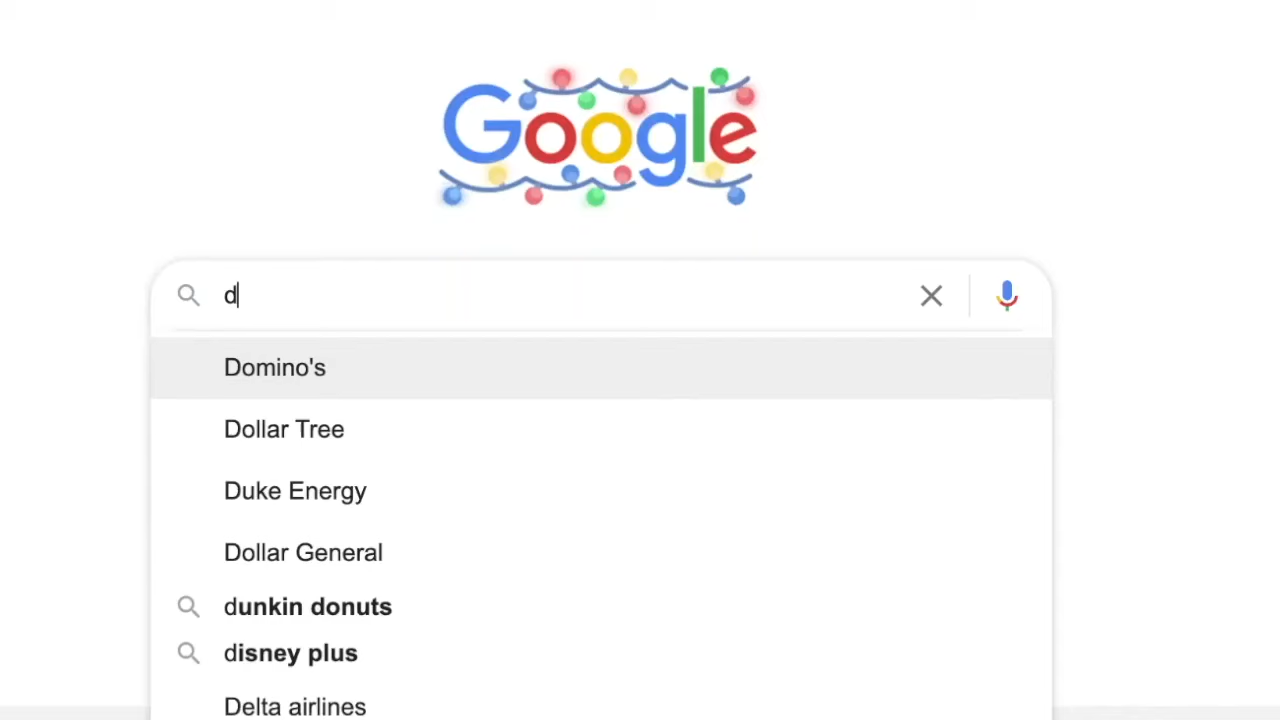 Google
d
Domino's
Dollar Tree
Duke Energy
Dollar General
dunkin donuts
disney plus
Delta airlines